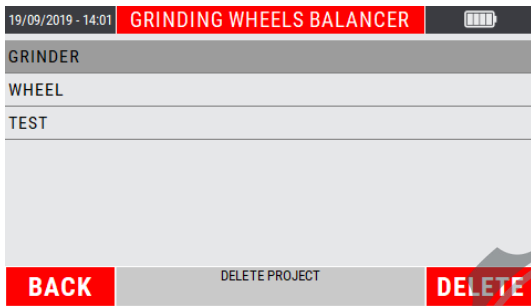 19/09/2019 - 14:01 GRINDING WHEELS BALANCER
GRINDER
WHEEL
TEST
BACK DELETE PROJECT DELETE